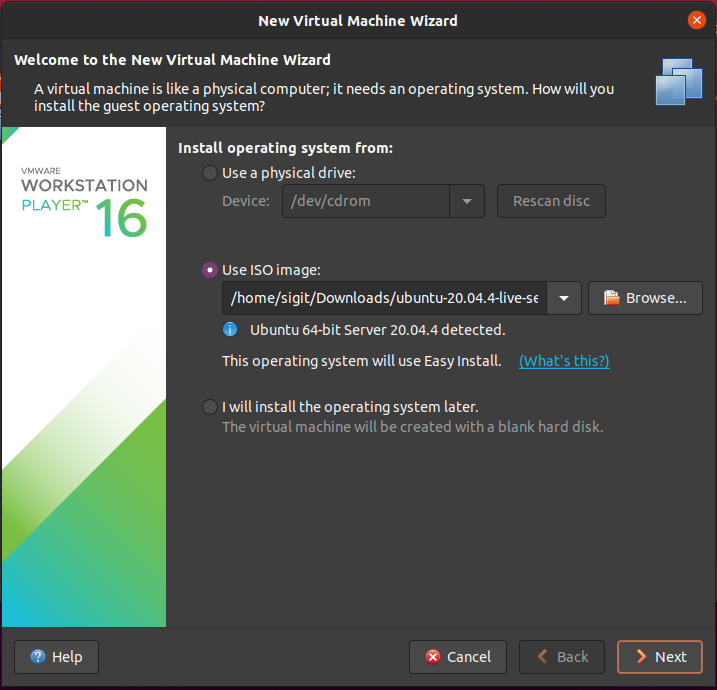 New Virtual Machine Wizard
Welcome to the New Virtual Machine Wizard
A virtual machine is like a physical computer; it needs an operating system. How will you
install the guest operating system?
VMWARE
WORKSTATION
PLAYER™ 16
Install operating system from:
Use a physical drive:
Device: /dev/cdrom Rescan disc
Use ISO image:
/home/sigit/Downloads/ubuntu-20.04.4-live-se Browse...
Ubuntu 64-bit Server 20.04.4 detected.
This operating system will use Easy Install. (What's this?)
I will install the operating system later.
The virtual machine will be created with a blank hard disk.
Help Cancel Back Next